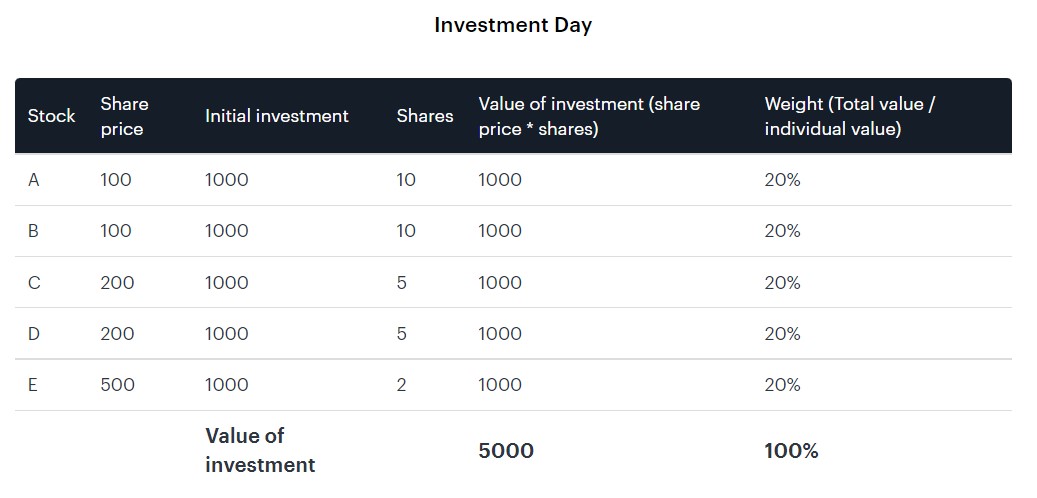 Investment Day
Stock Share price Initial investment Shares Value of investment (share price * shares) Weight (Total value / individual value)
A 100 1000 10 1000 20%
B 100 1000 10 1000 20%
C 200 1000 5 1000 20%
D 200 1000 5 1000 20%
E 500 1000 2 1000 20%
Value of investment 5000 100%